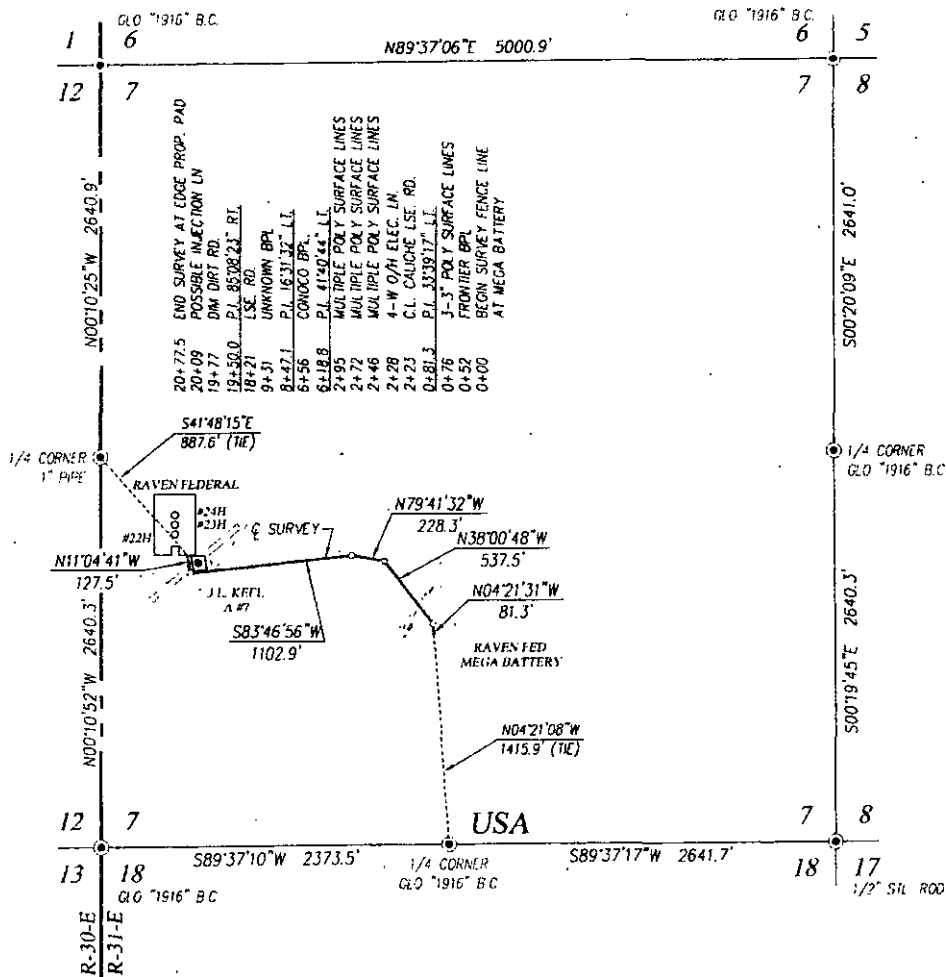 GLO "1916" B.C.
GLO "1916" B.C.
1 6
6 5
N89°37'06"E 5000.9'
12 7
7 8
N00°10'25"W 2640.9'
S00°20'09"E 2641.0'
20+77.5 END SURVEY AT EDGE PROP. PAD
20+09 POSSIBLE INJECTION LN
19+77 DIM DIRT RD.
19+50.0 P.I. 85°08'23" RT.
18+21 LSE. RD.
9+31 UNKNOWN BPL
8+47.1 P.I. 16°31'32" LT.
6+56 CONOCO BPL
6+18.8 P.I. 41°40'44" LT.
2+95 MULTIPLE POLY SURFACE LINES
2+72 MULTIPLE POLY SURFACE LINES
2+46 MULTIPLE POLY SURFACE LINES
2+28 4-W O/H ELEC. LN.
2+23 C.L. CALICHE LSE. RD.
0+81.3 P.I. 33°39'17" LT.
0+76 3-3" POLY SURFACE LINES
0+52 FRONTIER BPL
0+00 BEGIN SURVEY FENCE LINE
AT MEGA BATTERY
S41°48'15"E
887.6' (TIE)
1/4 CORNER
1" PIPE
1/4 CORNER
GLO "1916" B.C
RAVEN FEDERAL
#24H
#23H
#22H
N79°41'32"W
228.3'
SURVEY
N38°00'48"W
537.5'
N11°04'41"W
127.5'
N04°21'31"W
81.3'
J.L. KEEL
A #7
S83°46'56"W
1102.9'
RAVEN FED
MEGA BATTERY
N00°10'52"W 2640.3'
S00°19'45"E 2640.3'
N04°21'08"W
1415.9' (TIE)
USA
12 7
7 8
S89°37'10"W 2373.5'
1/4 CORNER
GLO "1916" B.C
S89°37'17"W 2641.7'
13 18
GLO "1916" B.C
18 17
1/2" STL ROD
R-30-E
R-31-E